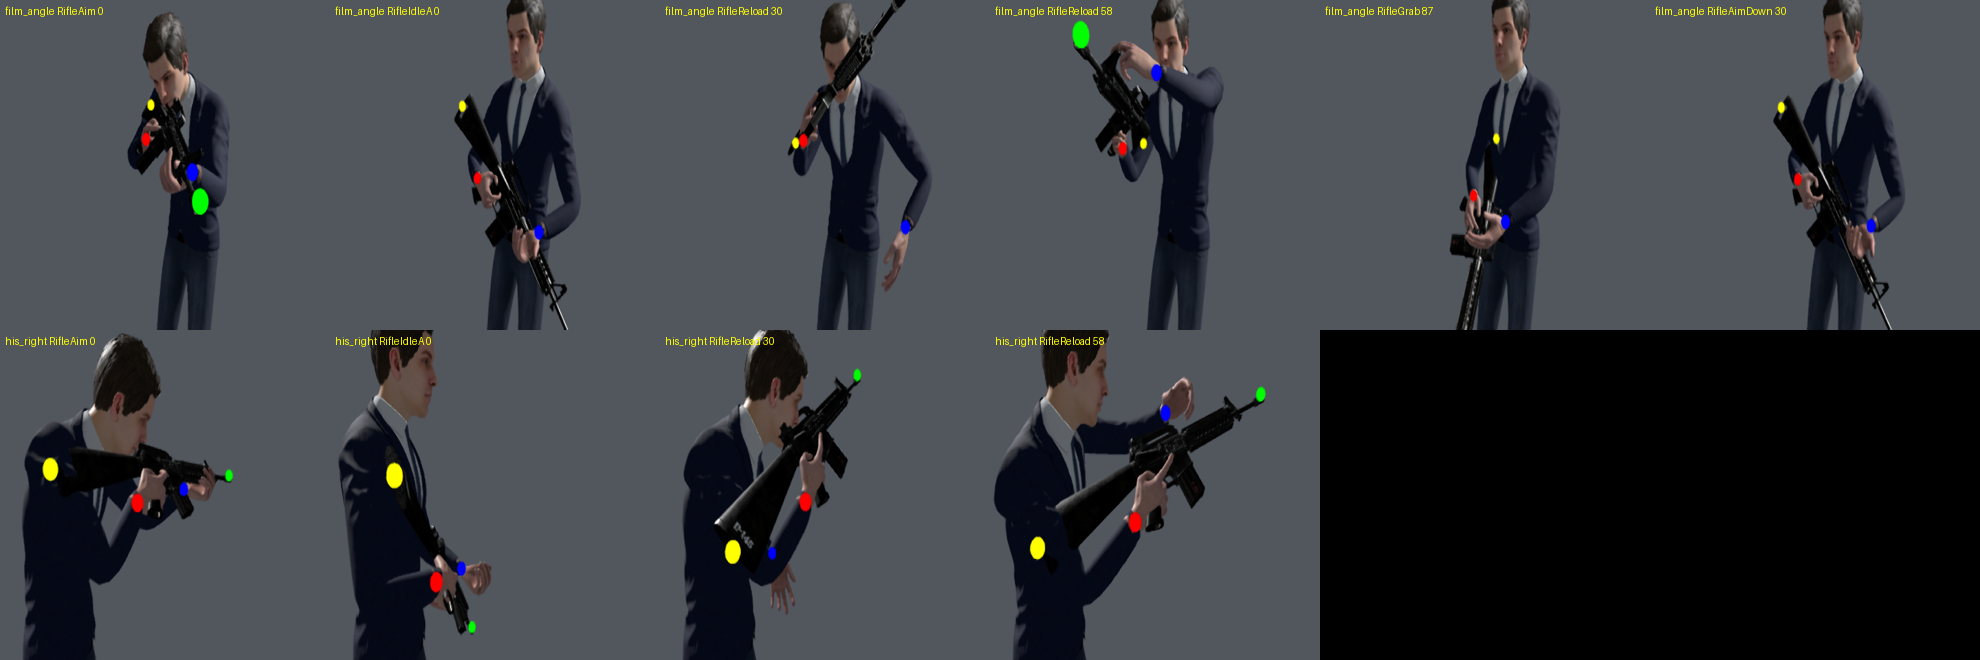 film_angle RifleAim 0
film_angle RifleIdleA 0
film_angle RifleReload 30
film_angle RifleReload 58
film_angle RifleGrab 87
film_angle RifleAimDown 30
his_right RifleAim 0
his_right RifleIdleA 0
his_right RifleReload 30
his_right RifleReload 58